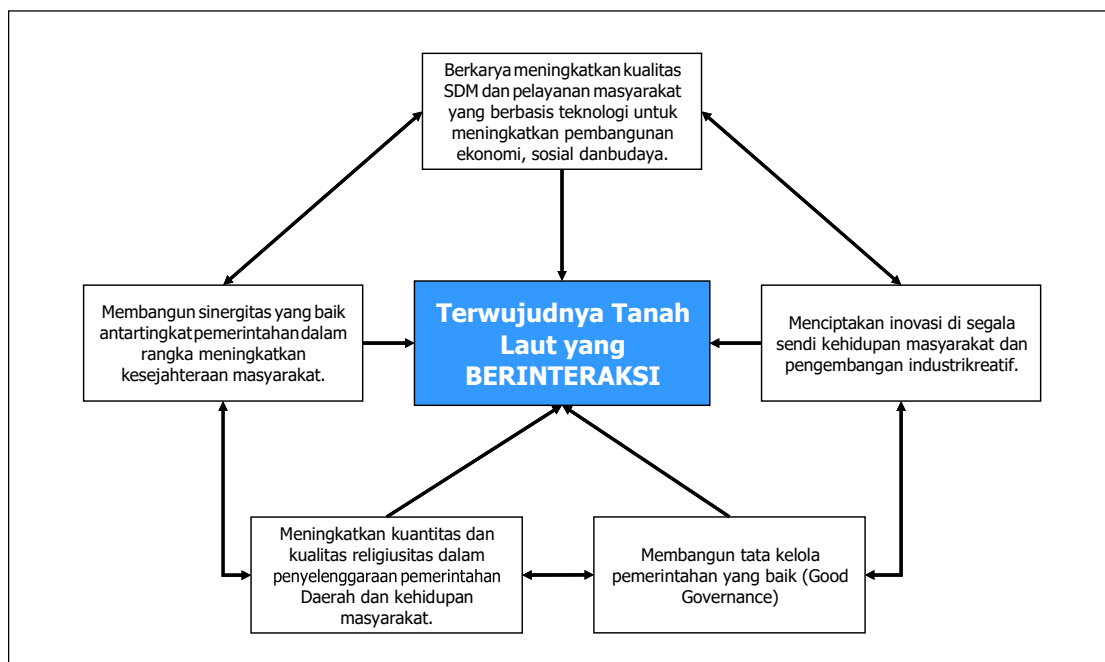 Berkarya meningkatkan kualitas
SDM dan pelayanan masyarakat
yang berbasis teknologi untuk
meningkatkan pembangunan
ekonomi, sosial danbudaya.
Membangun sinergitas yang baik
antartingkat pemerintahan dalam
rangka meningkatkan
kesejahteraan masyarakat.
Terwujudnya Tanah
Laut yang
BERINTERAKSI
Menciptakan inovasi di segala
sendi kehidupan masyarakat dan
pengembangan industrikreatif.
Meningkatkan kuantitas dan
kualitas religiusitas dalam
penyelenggaraan pemerintahan
Daerah dan kehidupan
masyarakat.
Membangun tata kelola
pemerintahan yang baik (Good
Governance)